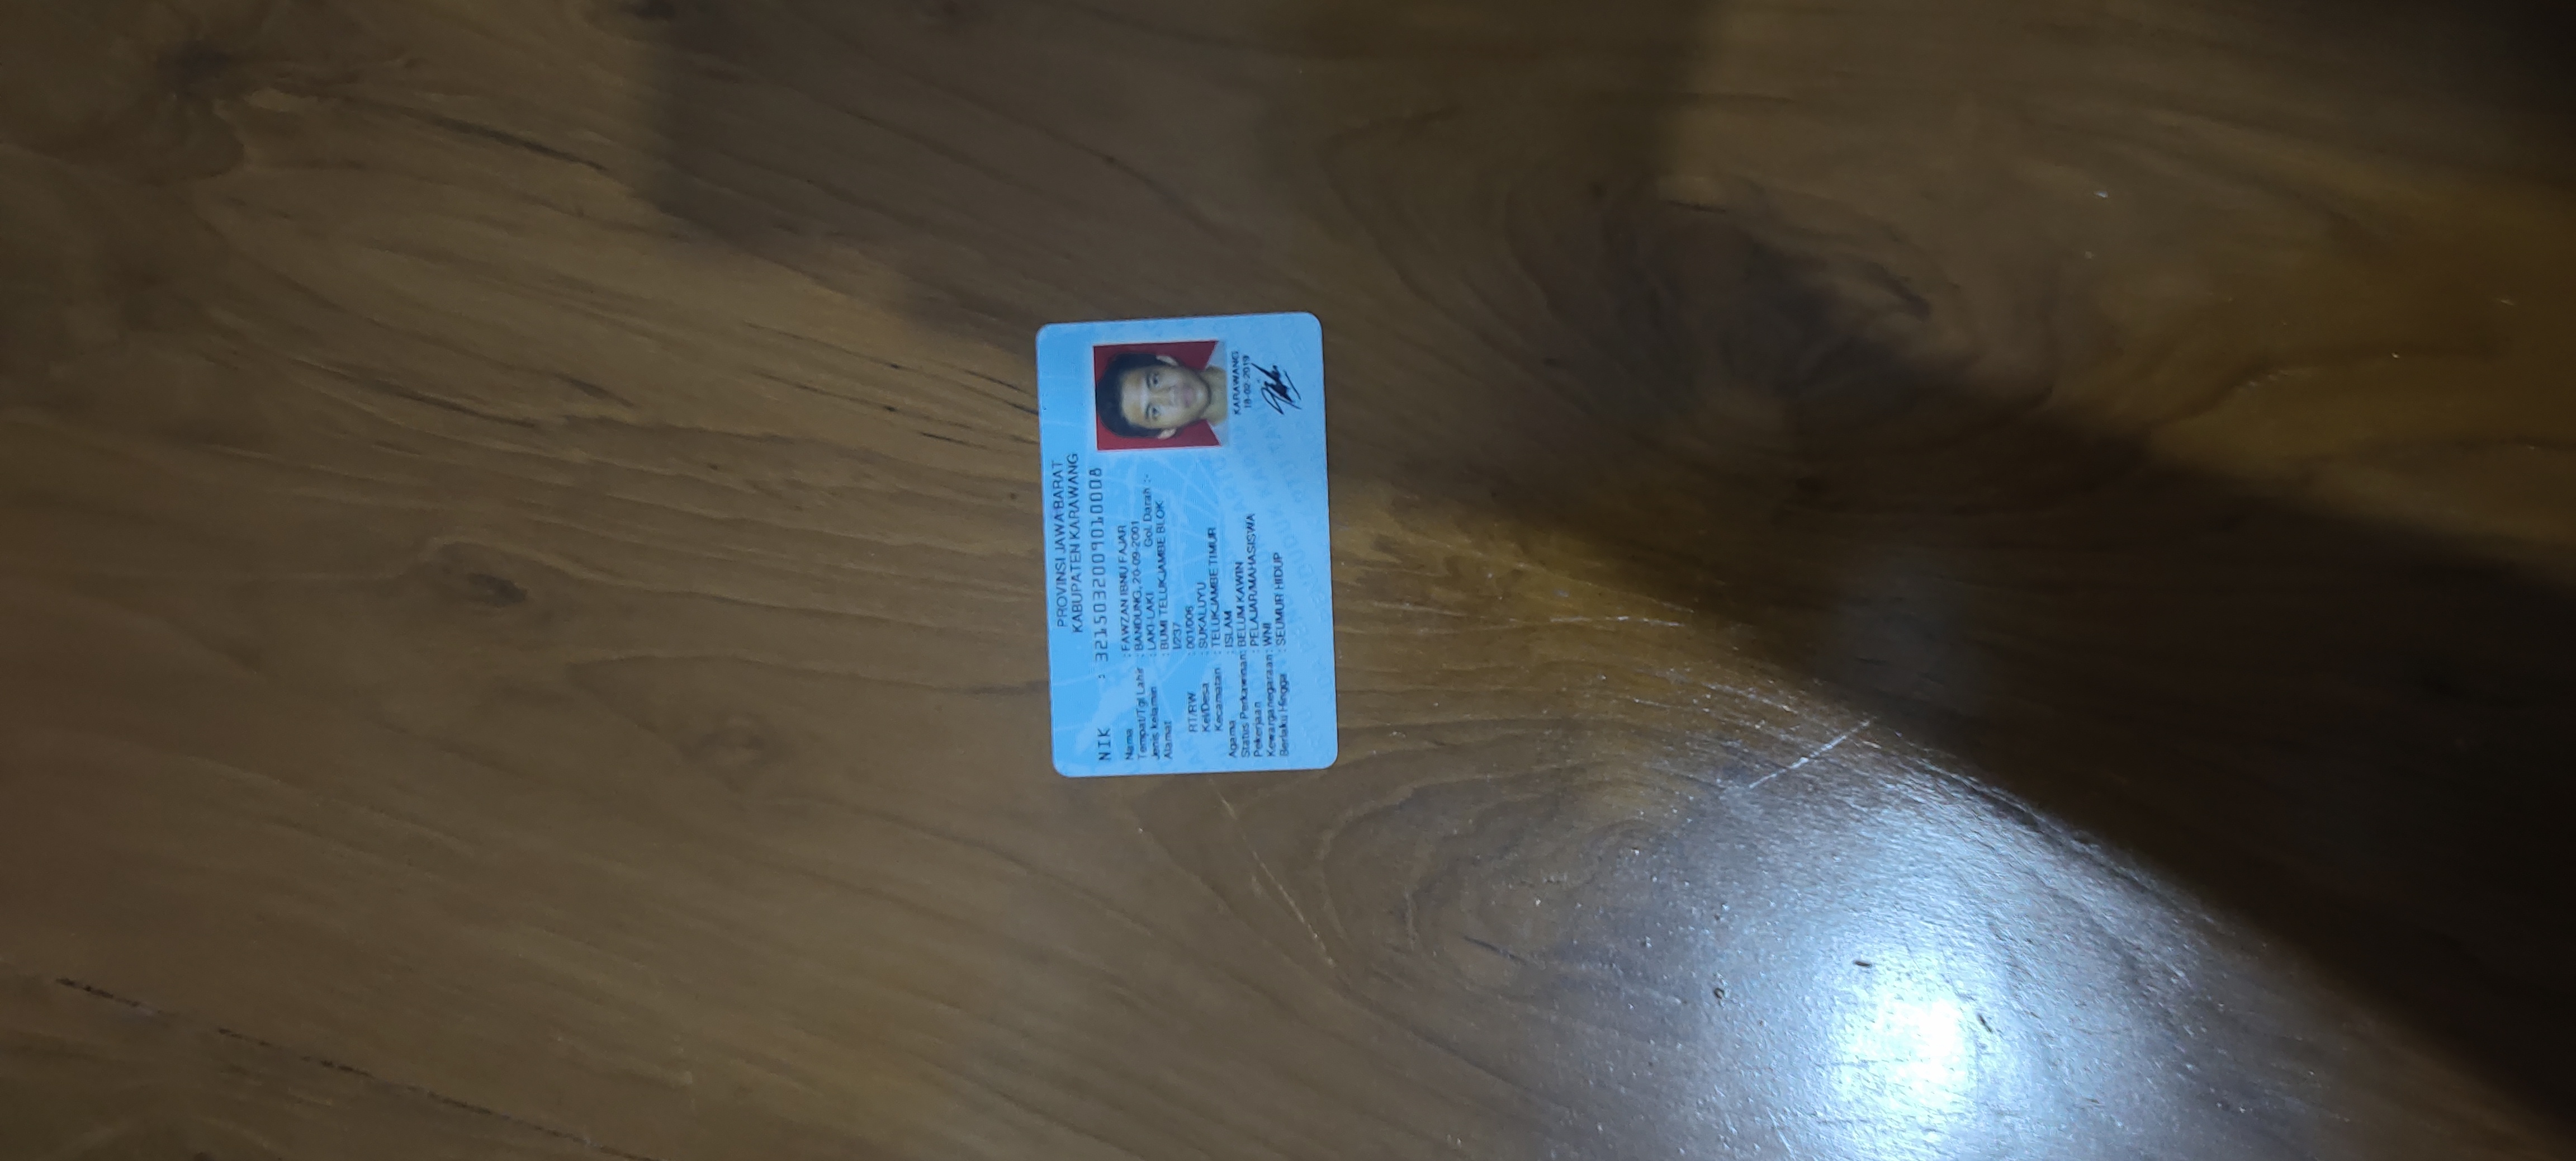 PROVINSI JAWA BARAT
KABUPATEN KARAWANG
NIK : 3215032009010008
Nama : FAWZAN IBNU FAJAR
Tempat/Tgl Lahir : BANDUNG, 20-09-2001
Jenis kelamin : LAKI-LAKI Gol. Darah :-
Alamat : BUMI TELUKJAMBE BLOK
I/237
RT/RW : 001/006
Kel/Desa : SUKALUYU
Kecamatan : TELUKJAMBE TIMUR
Agama : ISLAM
Status Perkawinan: BELUM KAWIN
Pekerjaan : PELAJAR/MAHASISWA
Kewarganegaraan: WNI
Berlaku Hingga : SEUMUR HIDUP
KARAWANG
18-02-2019